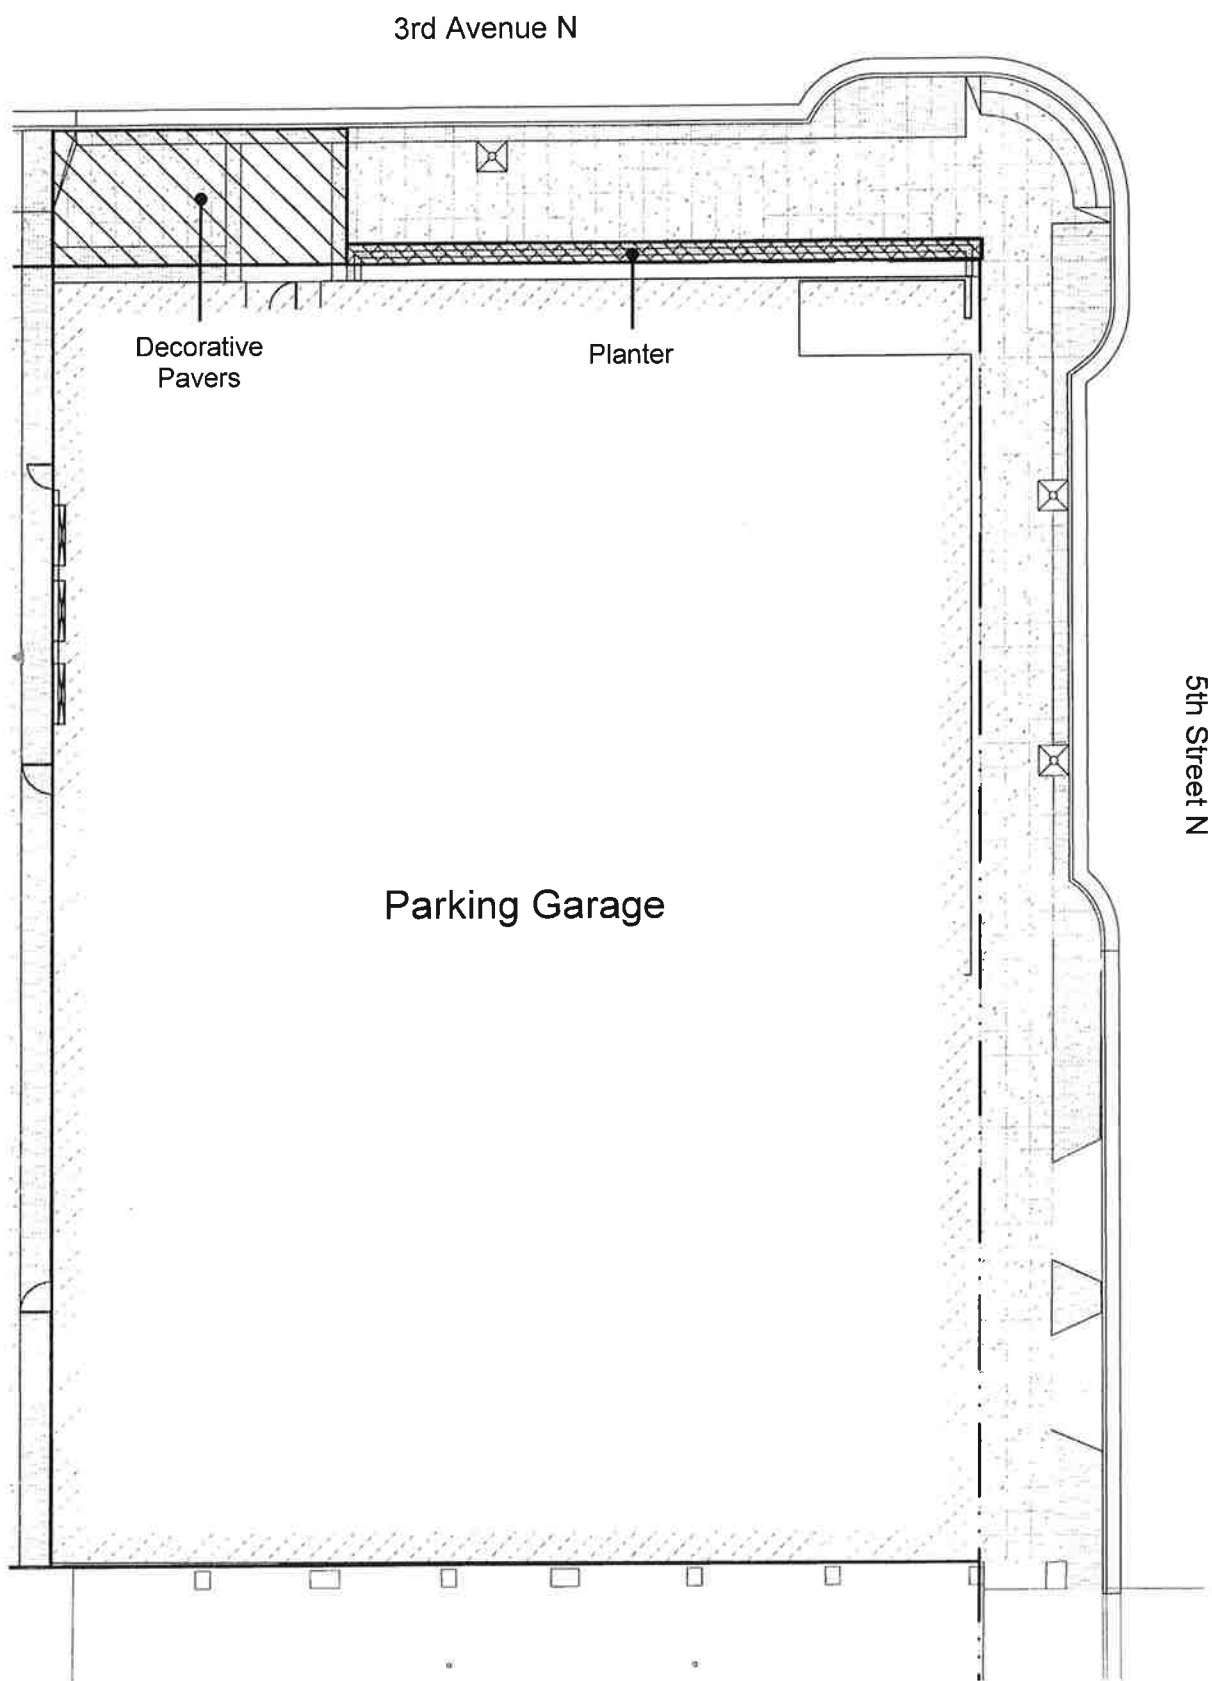 3rd Avenue N
Decorative
Pavers
Planter
5th Street N
Parking Garage